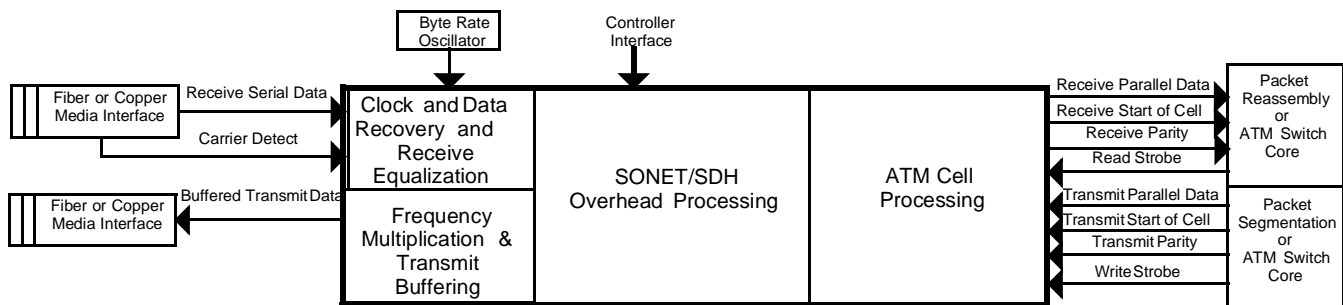 Byte Rate
Oscillator
Controller
Interface
Fiber or Copper
Media Interface
Receive Serial Data
Carrier Detect
Clock and Data
Recovery and
Receive
Equalization
SONET/SDH
Overhead Processing
ATM Cell
Processing
Receive Parallel Data
Receive Start of Cell
Receive Parity
Read Strobe
Packet
Reassembly
or
ATM Switch
Core
Fiber or Copper
Media Interface
Buffered Transmit Data
Frequency
Multiplication &
Transmit
Buffering
Transmit Parallel Data
Transmit Start of Cell
Transmit Parity
Write Strobe
Packet
Segmentation
or
ATM Switch
Core